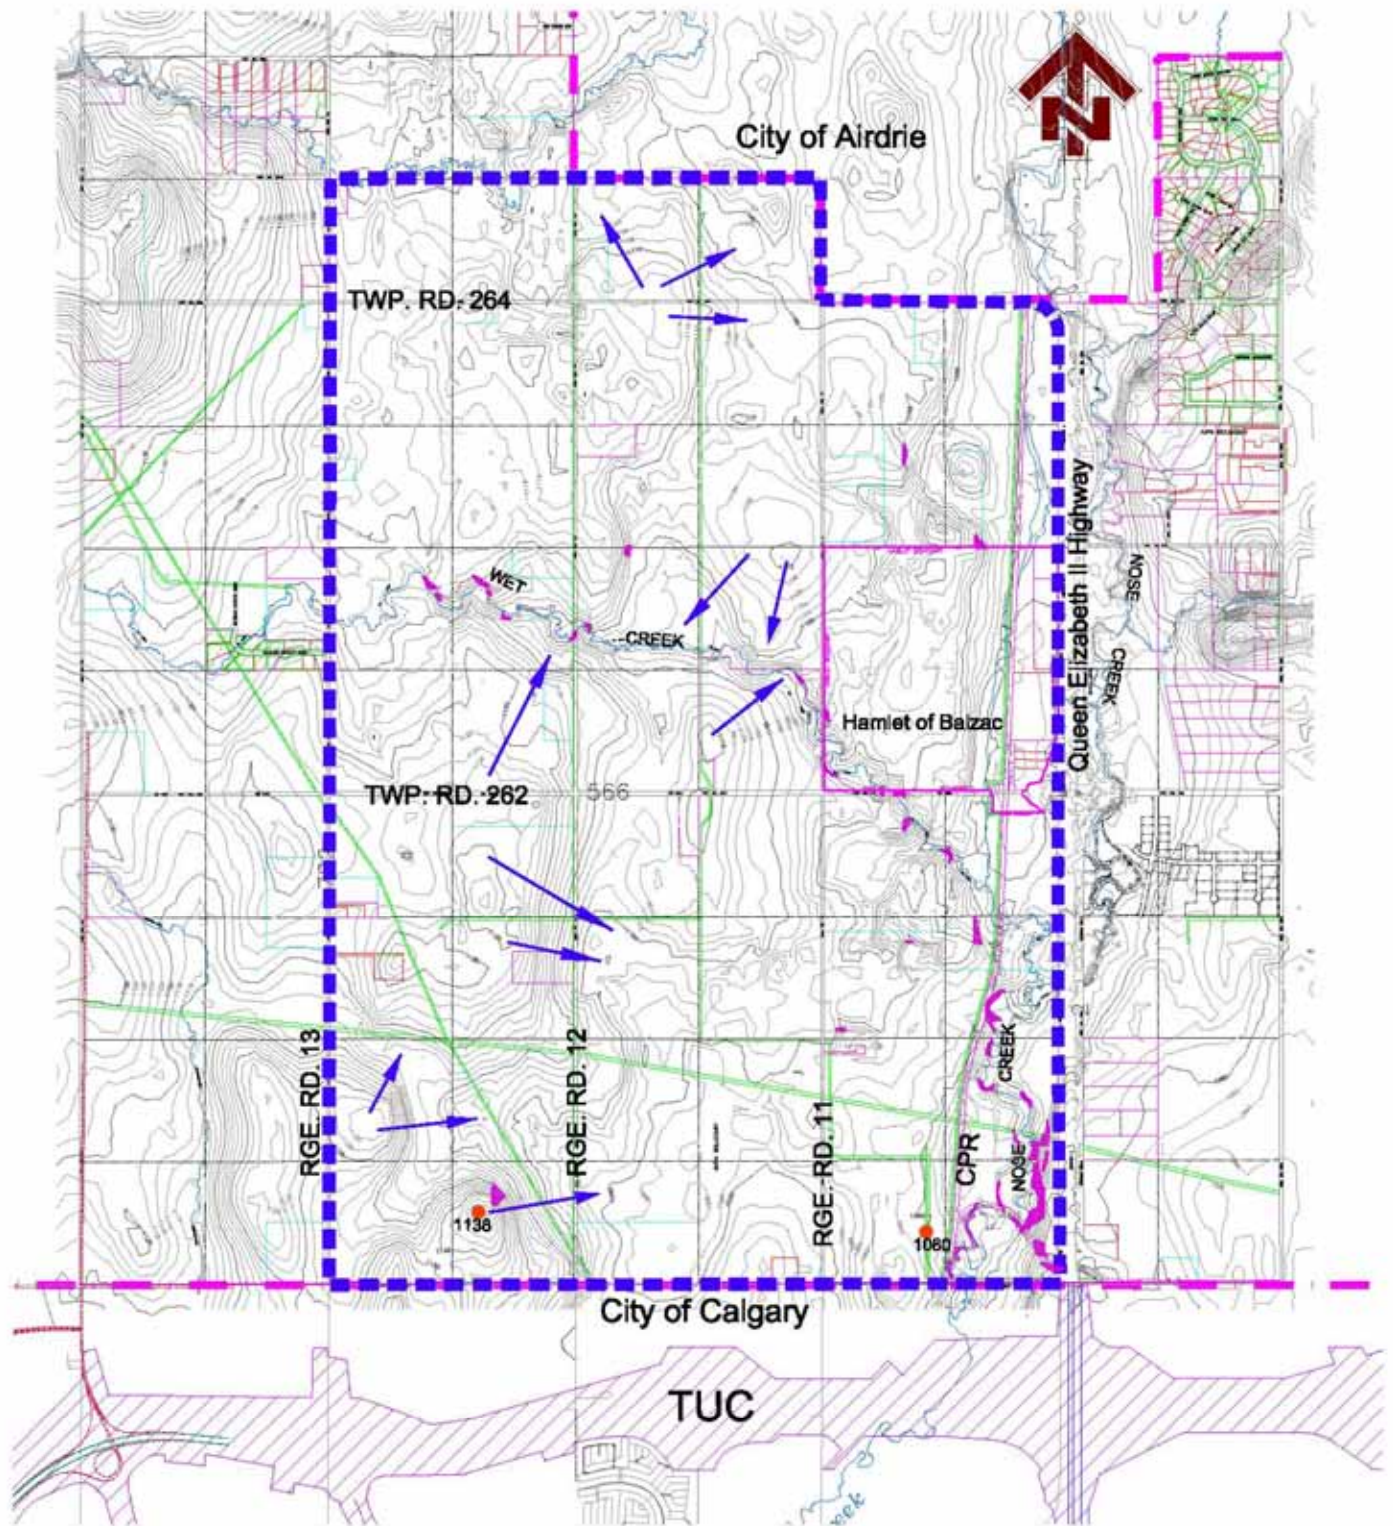 N
City of Airdrie
TWP. RD. 264
Queen Elizabeth II Highway
NOSE
CREEK
WET
CREEK
Hamlet of Balzac
TWP. RD. 262
566
RGE. RD. 13
RGE. RD. 12
RGE. RD. 11
CREEK
NOSE
CPR
1138
1060
City of Calgary
TUC
eek